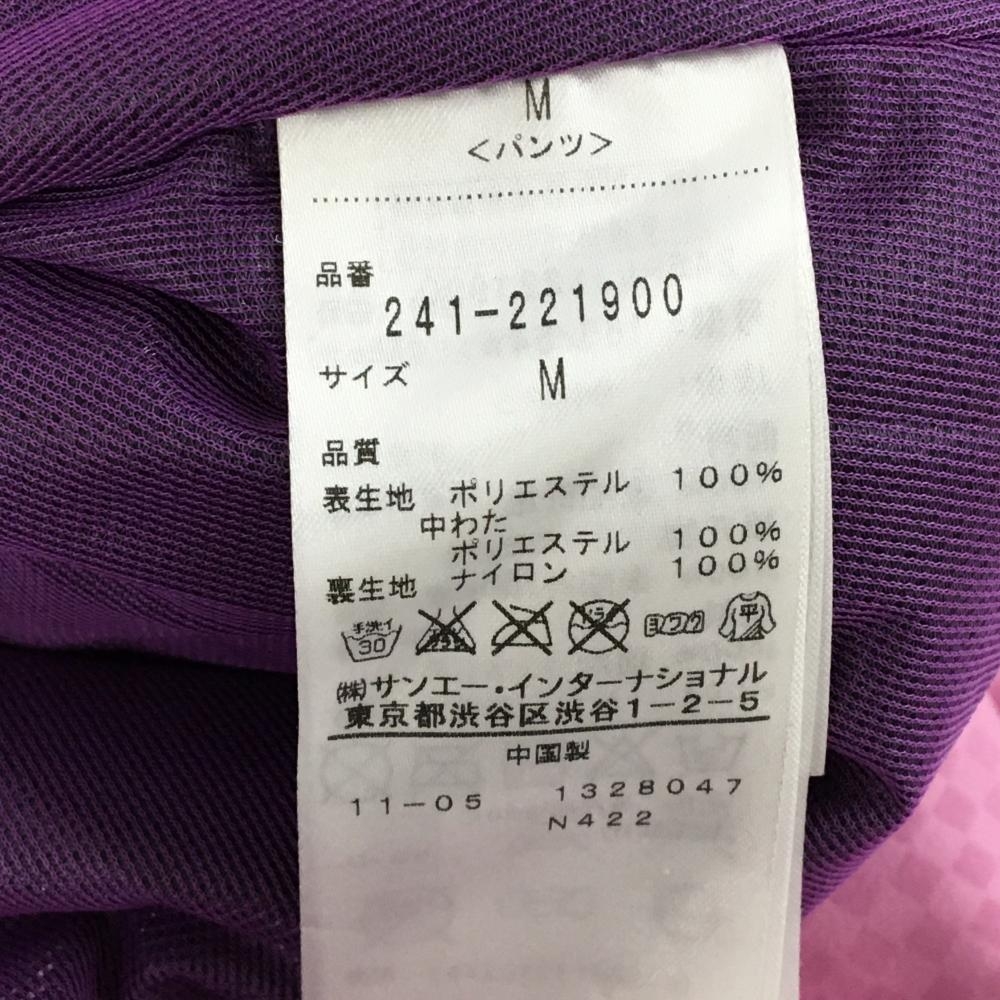 M
<パンツ>
品番
241-221900
サイズ M
品質
表生地 ポリエステル 100%
中わた
ポリエステル 100%
裏生地 ナイロン 100%
手洗イ 30 ヨワク 平
㈱サンエー・インターナショナル
東京都渋谷区渋谷1-2-5
中国製
11-05 1328047
N422